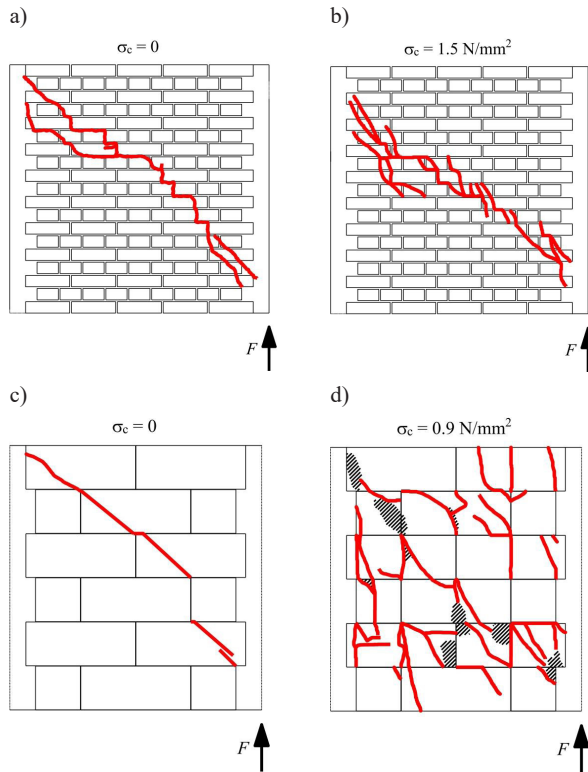 a)
σc = 0
F
b)
σc = 1.5 N/mm²
F
c)
σc = 0
F
d)
σc = 0.9 N/mm²
F